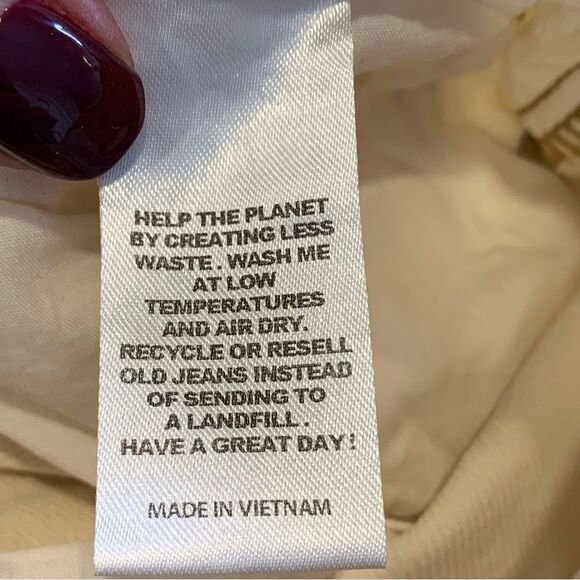 HELP THE PLANET
BY CREATING LESS
WASTE . WASH ME
AT LOW
TEMPERATURES
AND AIR DRY.
RECYCLE OR RESELL
OLD JEANS INSTEAD
OF SENDING TO
A LANDFILL .
HAVE A GREAT DAY !
MADE IN VIETNAM